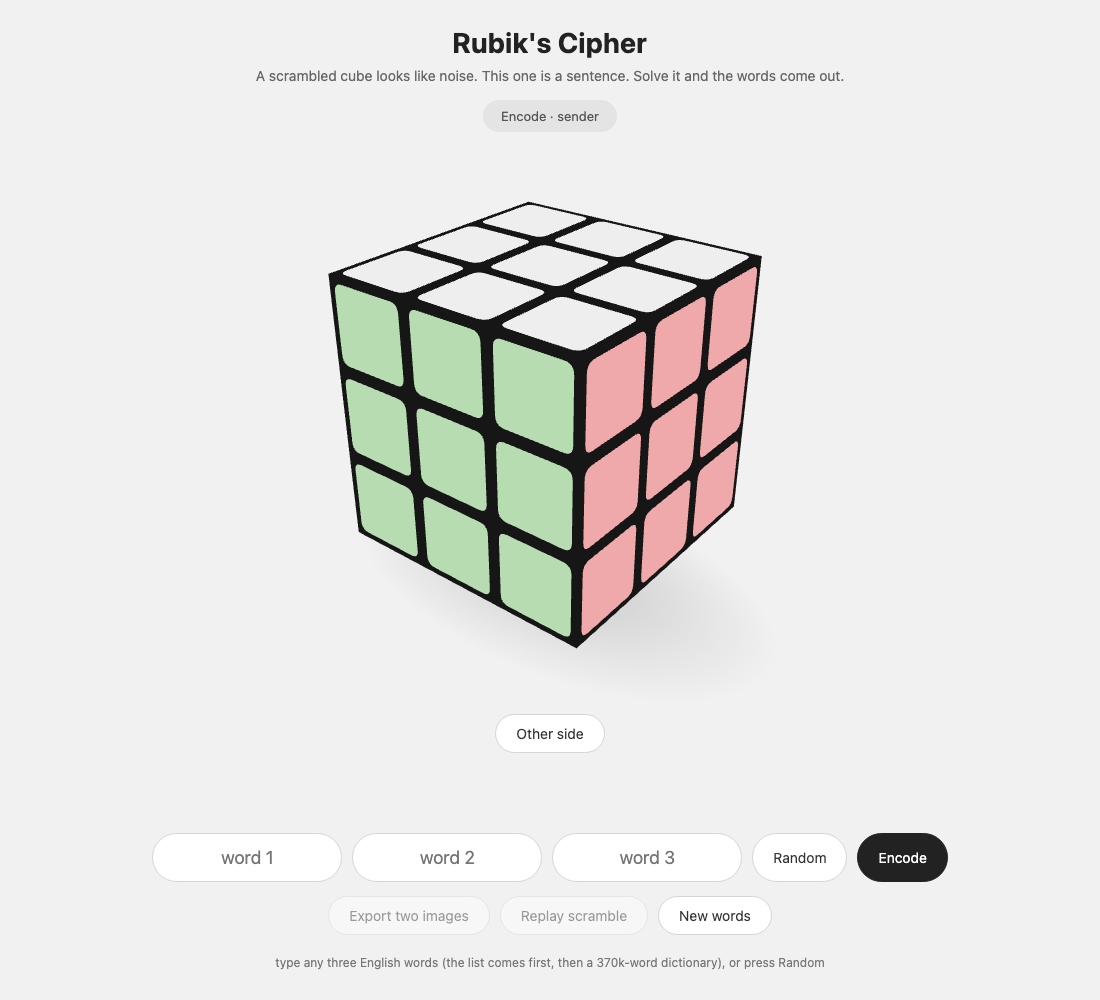 Rubik's Cipher
A scrambled cube looks like noise. This one is a sentence. Solve it and the words come out.
Encode · sender
Other side
word 1 word 2 word 3 Random Encode
Export two images Replay scramble New words
type any three English words (the list comes first, then a 370k-word dictionary), or press Random